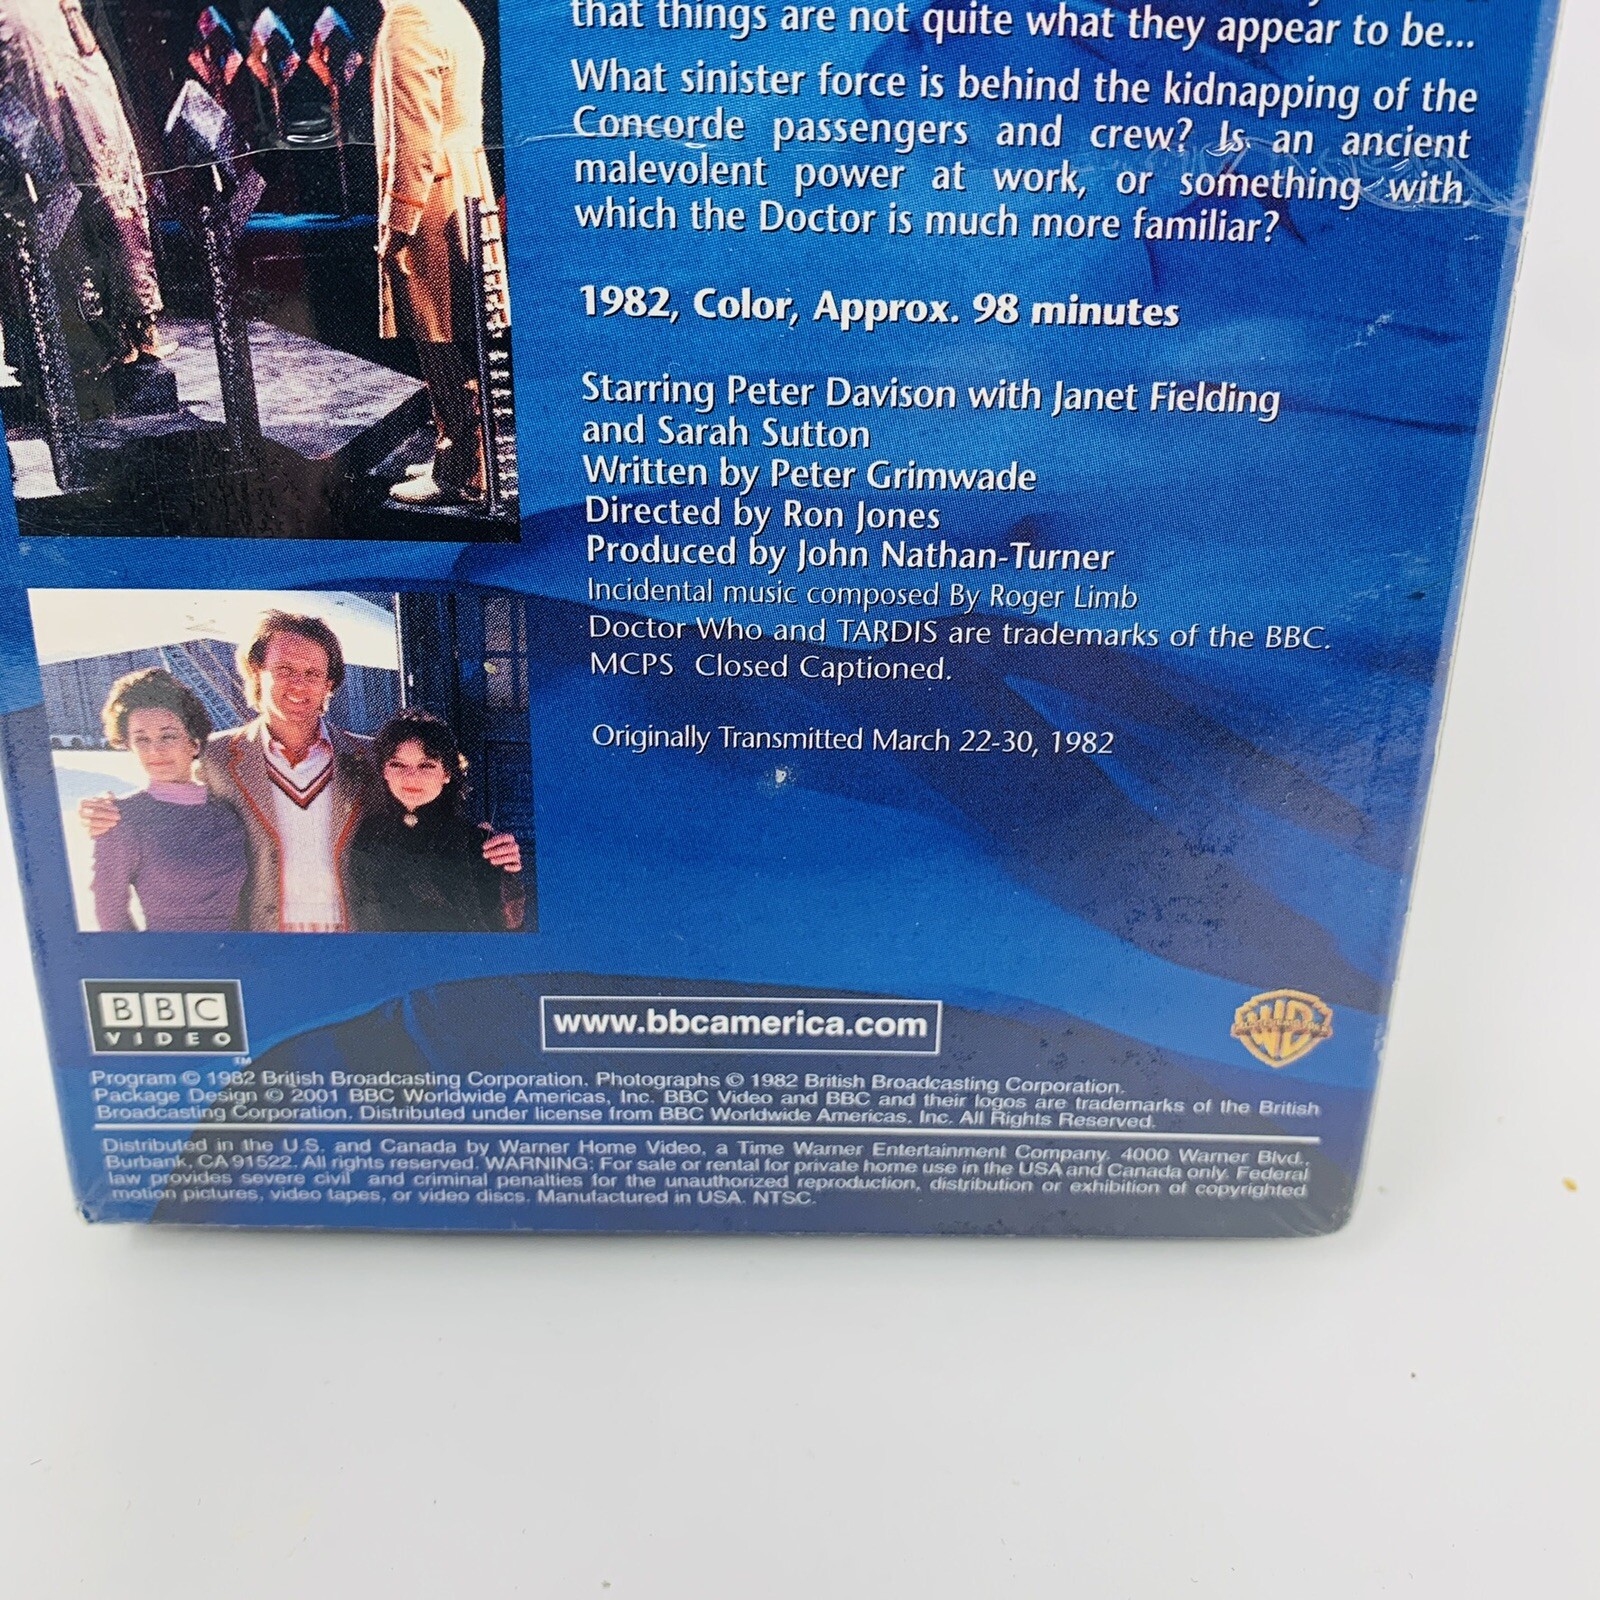 that things are not quite what they appear to be...
What sinister force is behind the kidnapping of the
Concorde passengers and crew? Is an ancient
malevolent power at work, or something with
which the Doctor is much more familiar?
1982, Color, Approx. 98 minutes
Starring Peter Davison with Janet Fielding
and Sarah Sutton
Written by Peter Grimwade
Directed by Ron Jones
Produced by John Nathan-Turner
Incidental music composed By Roger Limb
Doctor Who and TARDIS are trademarks of the BBC.
MCPS Closed Captioned.
Originally Transmitted March 22-30, 1982
BBC
VIDEO
TM
www.bbcamerica.com
WB
Program © 1982 British Broadcasting Corporation. Photographs © 1982 British Broadcasting Corporation.
Package Design © 2001 BBC Worldwide Americas, Inc. BBC Video and BBC and their logos are trademarks of the British
Broadcasting Corporation. Distributed under license from BBC Worldwide Americas, Inc. All Rights Reserved.
Distributed in the U.S. and Canada by Warner Home Video, a Time Warner Entertainment Company. 4000 Warner Blvd.,
Burbank, CA 91522. All rights reserved. WARNING: For sale or rental for private home use in the USA and Canada only. Federal
law provides severe civil and criminal penalties for the unauthorized reproduction, distribution or exhibition of copyrighted
motion pictures, video tapes, or video discs. Manufactured in USA. NTSC.